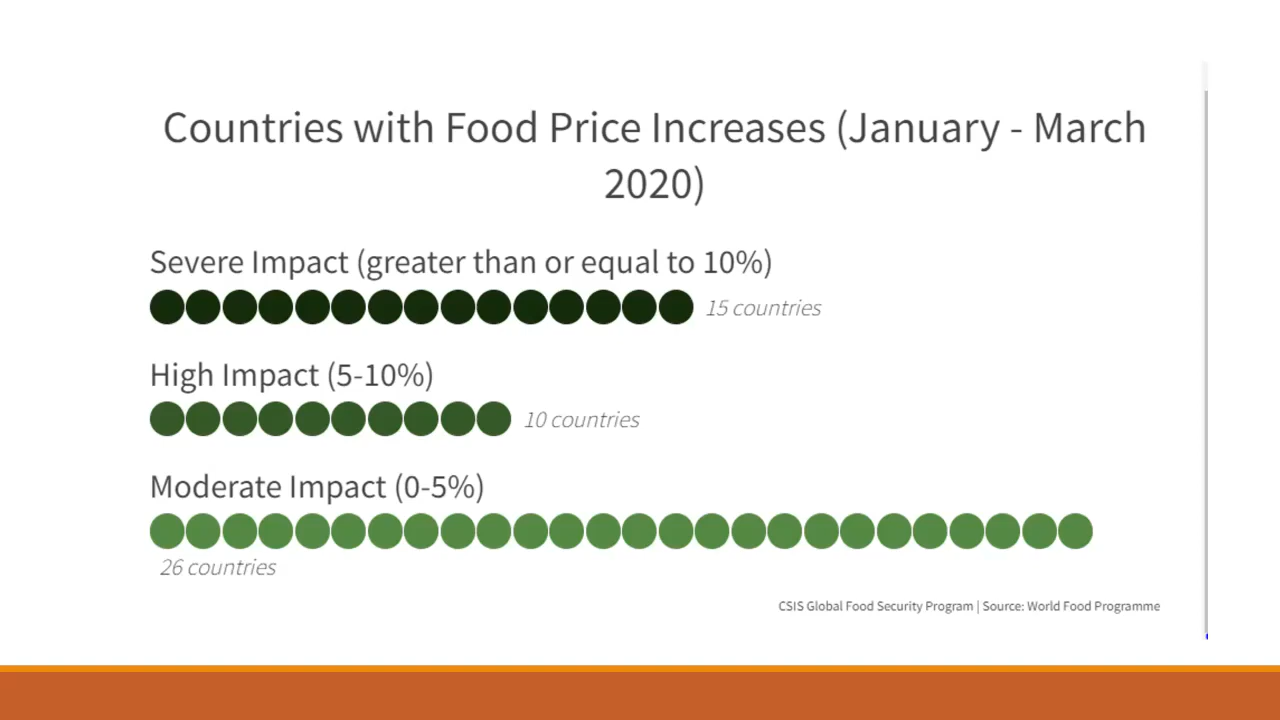 Countries with Food Price Increases (January - March
2020)
Severe Impact (greater than or equal to 10%)
15 countries
High Impact (5-10%)
10 countries
Moderate Impact (0-5%)
26 countries
CSIS Global Food Security Program | Source: World Food Programme